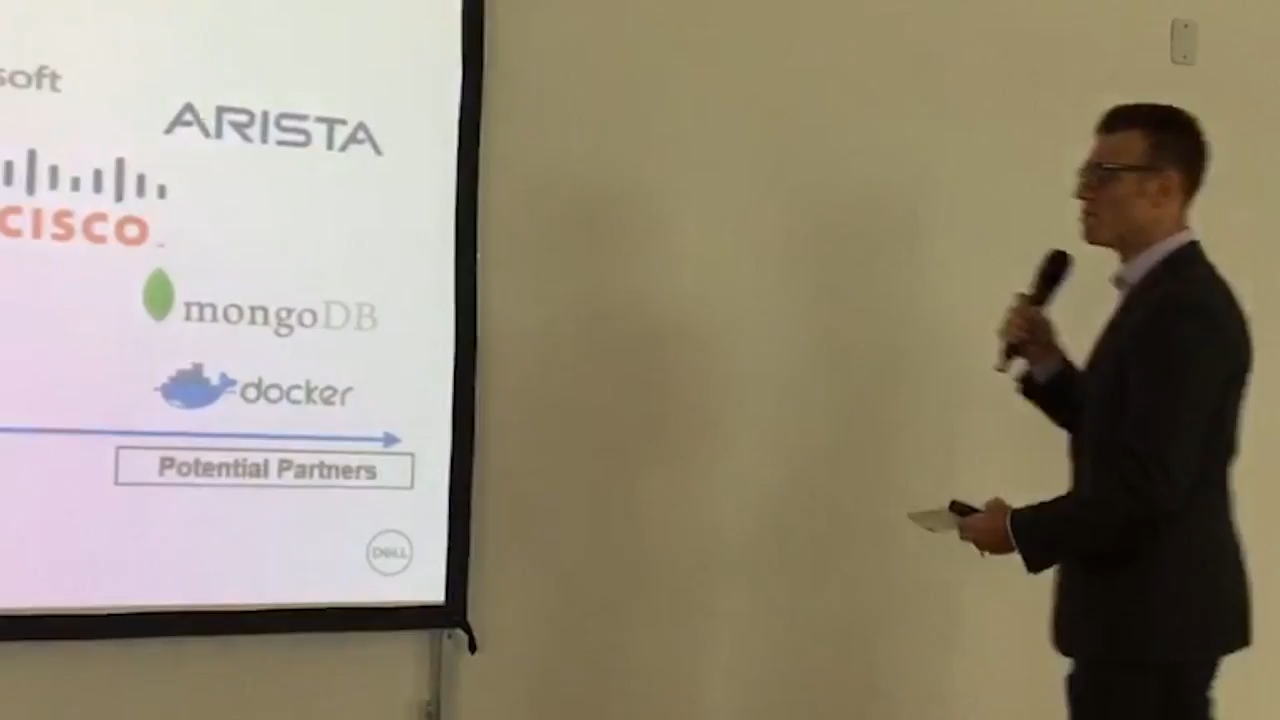 soft
ARISTA
CISCO
mongoDB
docker
Potential Partners
DELL